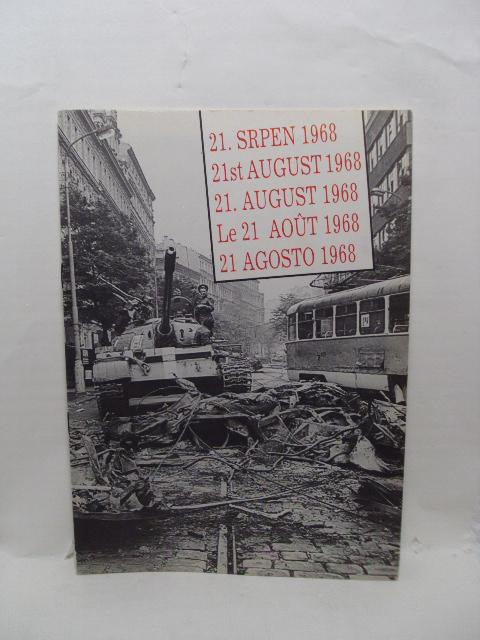 21. SRPEN 1968
21st AUGUST 1968
21. AUGUST 1968
Le 21 AOÛT 1968
21 AGOSTO 1968